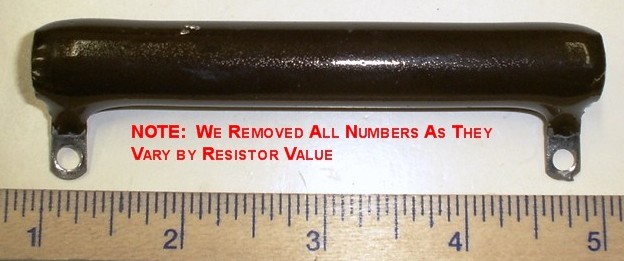 NOTE: We Removed All Numbers As They
Vary by Resistor Value
1 2 3 4 5